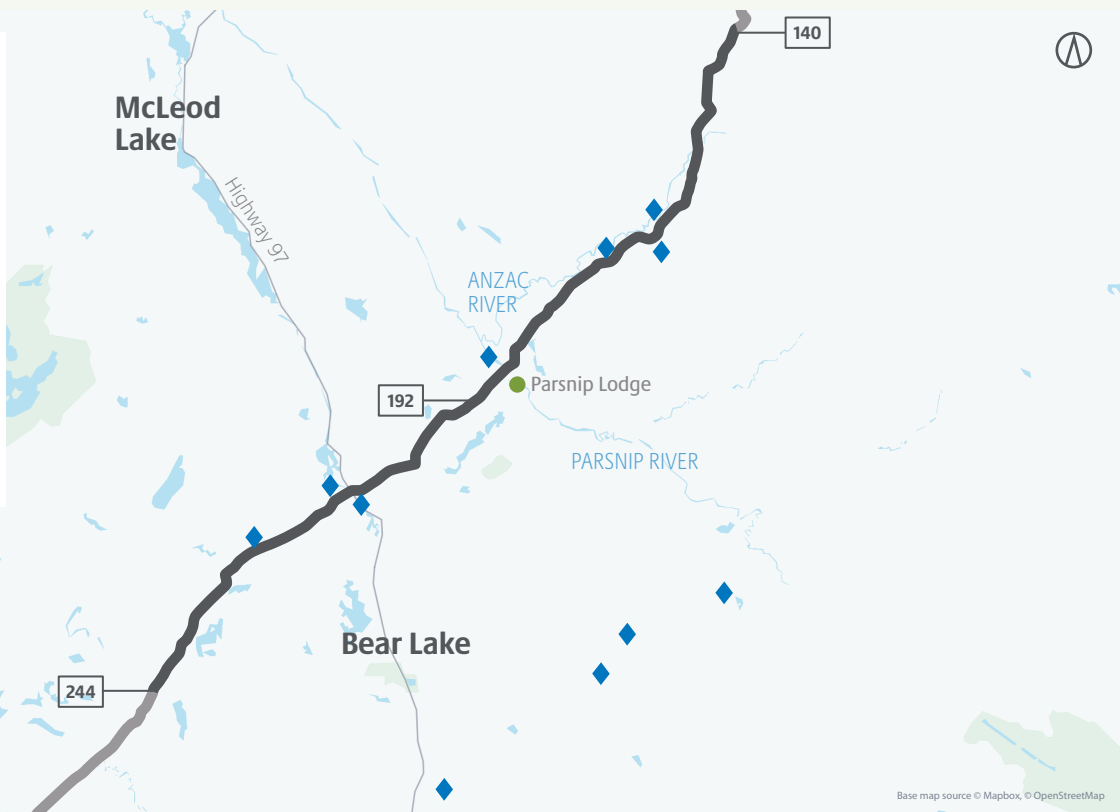 140
McLeod
Lake
Highway 97
ANZAC
RIVER
Parsnip Lodge
192
PARSNIP RIVER
Bear Lake
244
Base map source © Mapbox, © OpenStreetMap